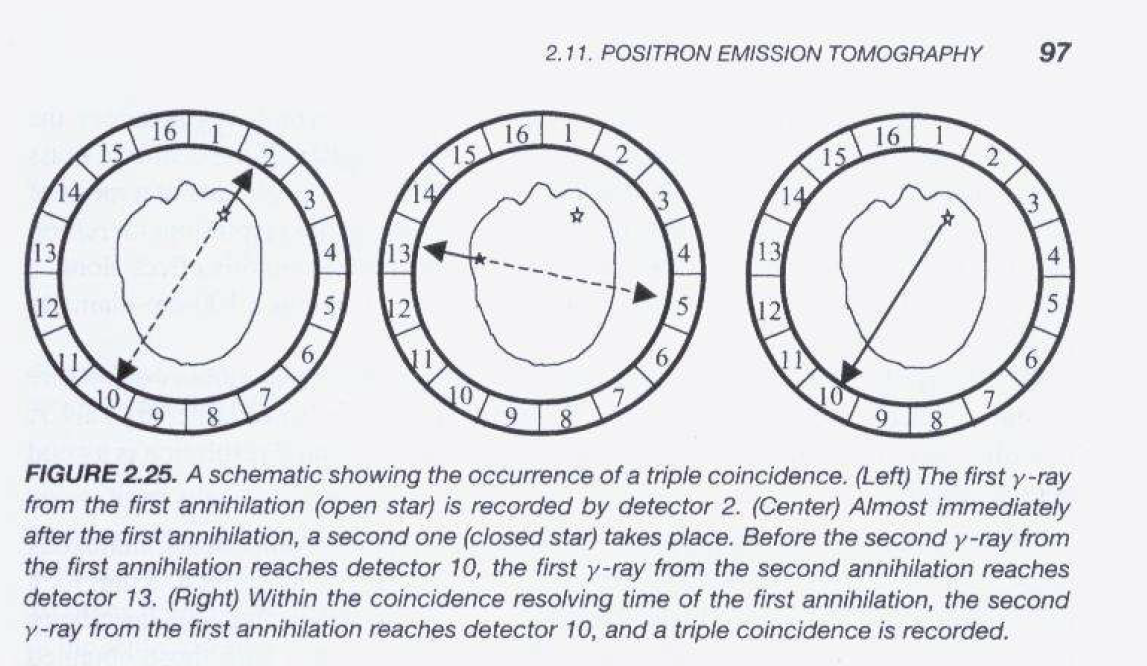 2.11. POSITRON EMISSION TOMOGRAPHY 97
16 1 2 3 4 5 6 7 8 9 10 11 12 13 14 15
16 1 2 3 4 5 6 7 8 9 10 11 12 13 14 15
16 1 2 3 4 5 6 7 8 9 10 11 12 13 14 15
FIGURE 2.25. A schematic showing the occurrence of a triple coincidence. (Left) The first γ-ray
from the first annihilation (open star) is recorded by detector 2. (Center) Almost immediately
after the first annihilation, a second one (closed star) takes place. Before the second γ-ray from
the first annihilation reaches detector 10, the first γ-ray from the second annihilation reaches
detector 13. (Right) Within the coincidence resolving time of the first annihilation, the second
γ-ray from the first annihilation reaches detector 10, and a triple coincidence is recorded.